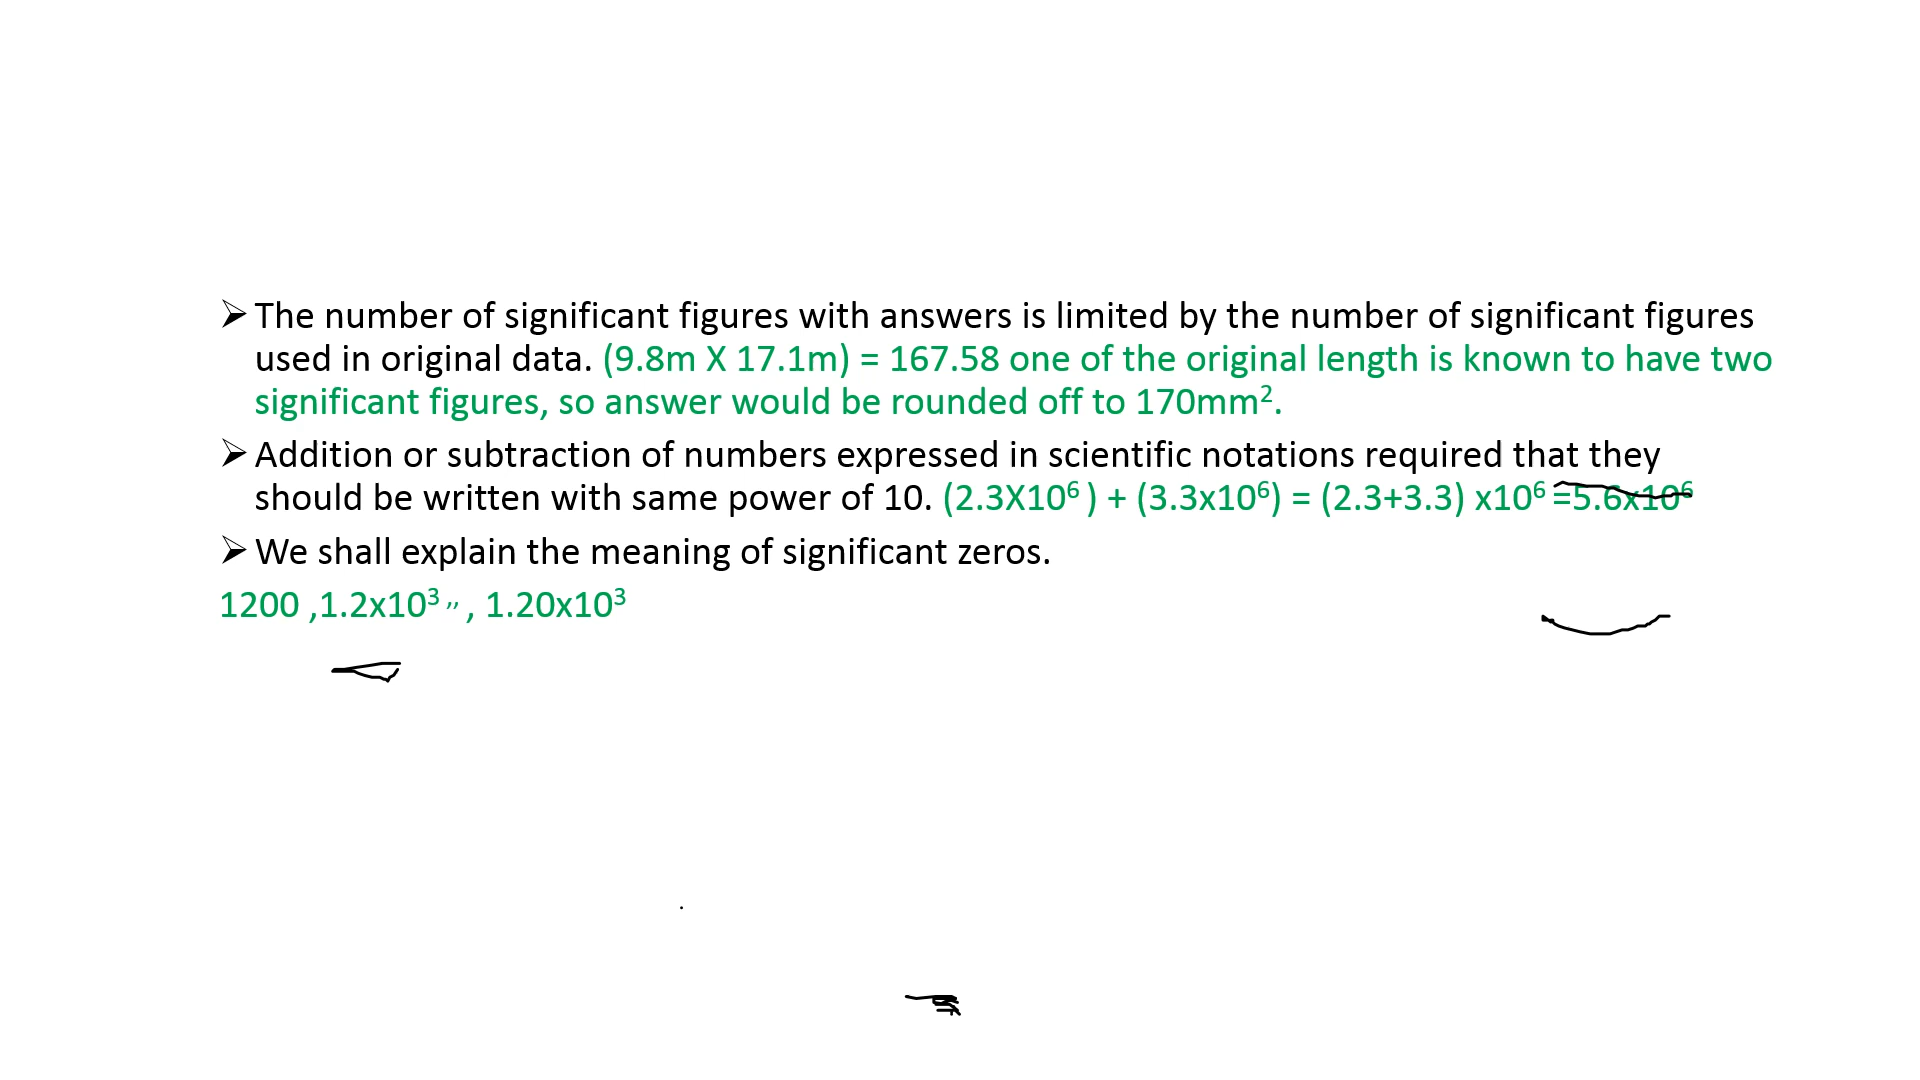 ➢ The number of significant figures with answers is limited by the number of significant figures
used in original data. (9.8m X 17.1m) = 167.58 one of the original length is known to have two
significant figures, so answer would be rounded off to 170mm².
➢ Addition or subtraction of numbers expressed in scientific notations required that they
should be written with same power of 10. (2.3X10⁶ ) + (3.3x10⁶) = (2.3+3.3) x10⁶ =5.6x10⁶
➢ We shall explain the meaning of significant zeros.
1200 ,1.2x10³ ,, , 1.20x10³